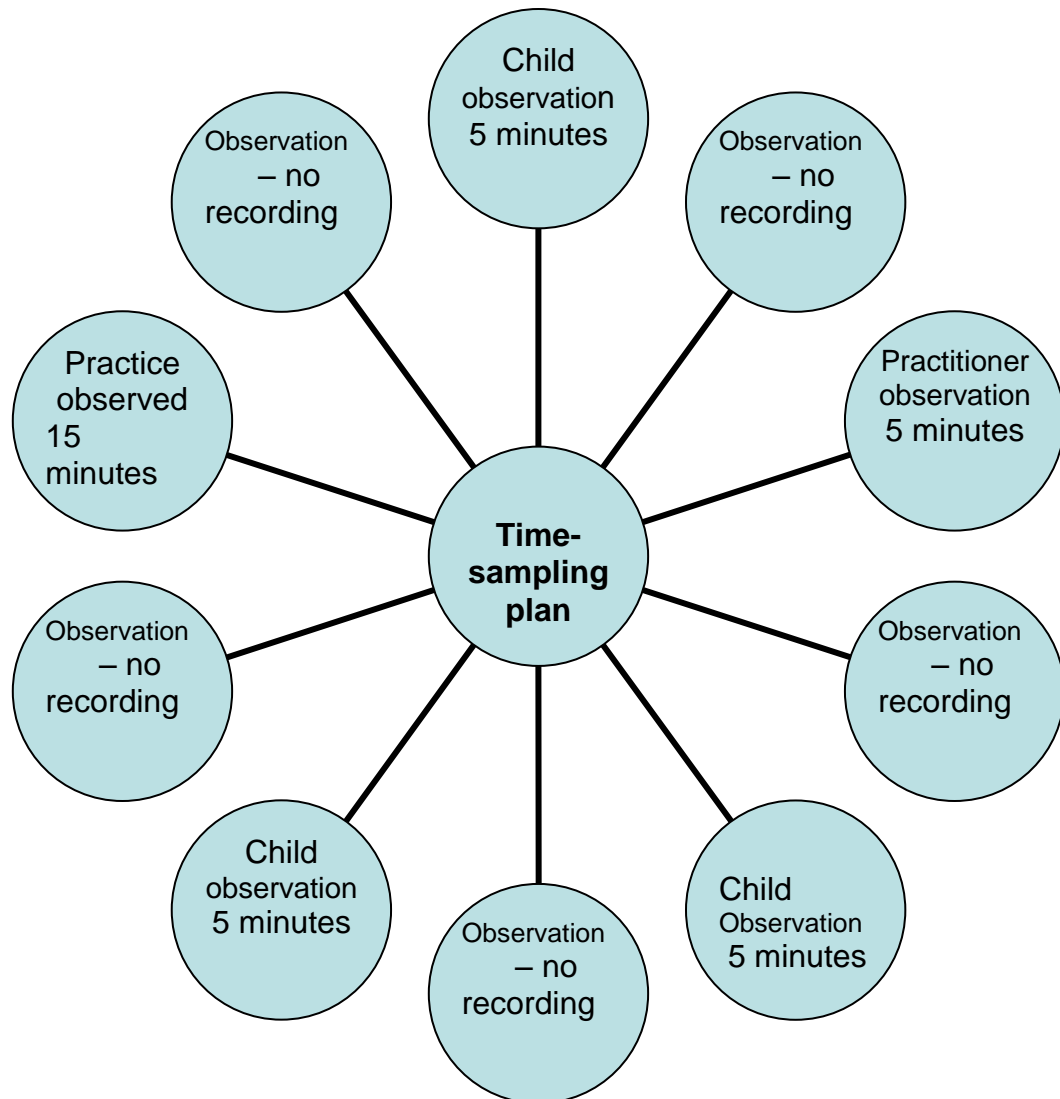 Child
observation
5 minutes
Observation
– no
recording
Observation
– no
recording
Practice
observed
15
minutes
Practitioner
observation
5 minutes
Time-
sampling
plan
Observation
– no
recording
Observation
– no
recording
Child
observation
5 minutes
Child
Observation
5 minutes
Observation
– no
recording